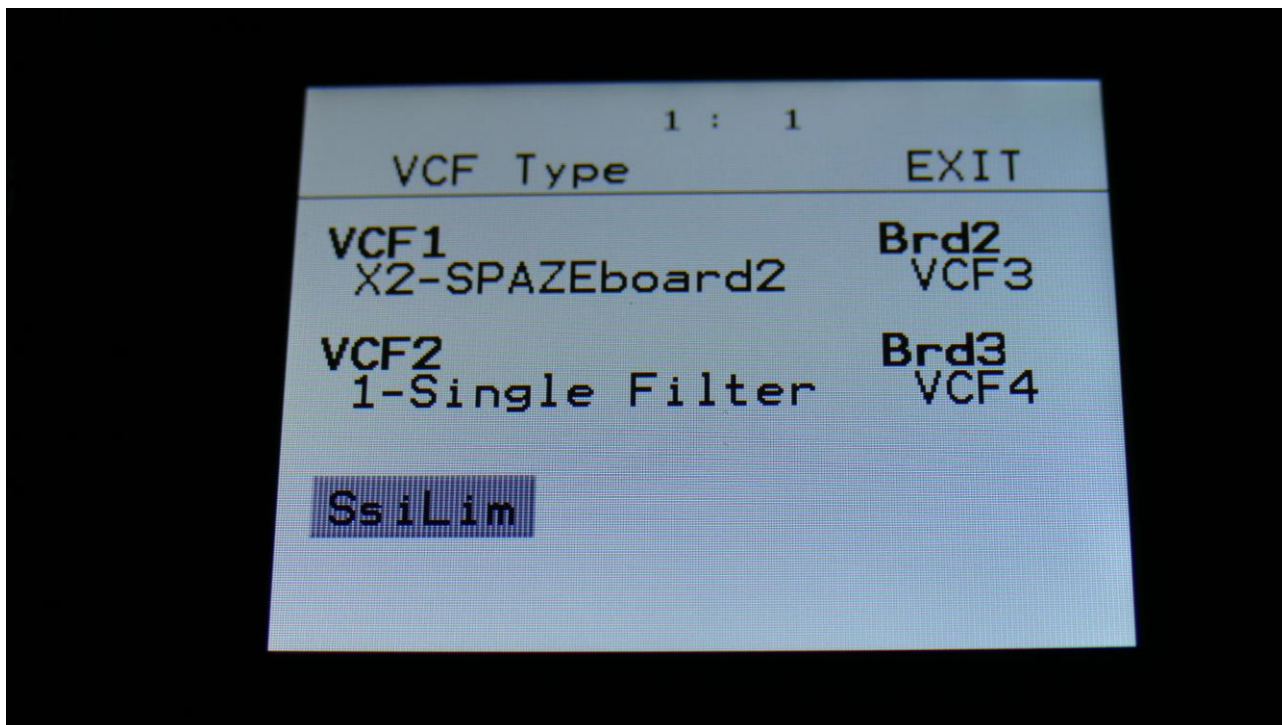 1 : 1
VCF Type EXIT
VCF1 Brd2
X2-SPAZEboard2 VCF3
VCF2 Brd3
1-Single Filter VCF4
SsiLim